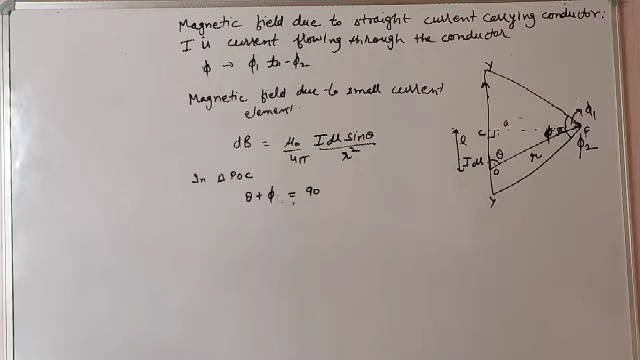 Magnetic field due to straight current carrying conductor:
I is current flowing through the conductor
ϕ → ϕ₁ to -ϕ₂
Magnetic field due to small current
element
dB = μ₀/4π Idl sinθ/r²
In △ POC
θ + ϕ = 90
y
ϕ₁
C a ϕ P
l ϕ₂
Idl θ r
O
y